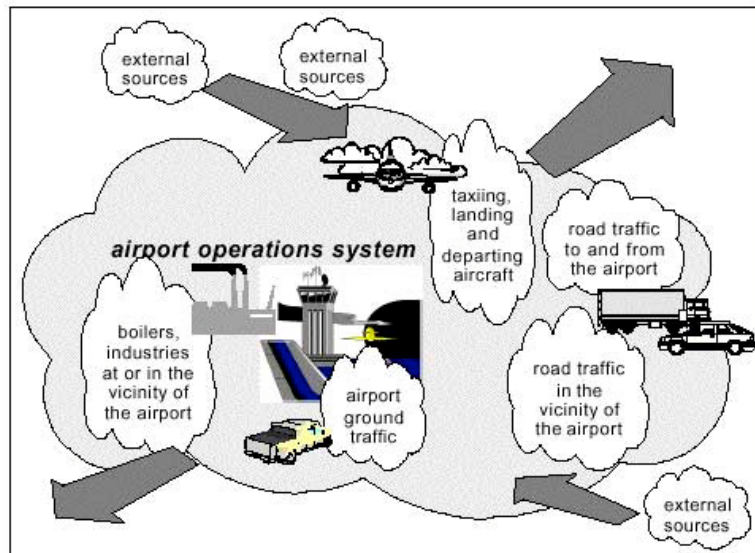 external
sources
external
sources
taxiing,
landing
and
departing
aircraft
road traffic
to and from
the airport
airport operations system
boilers,
industries
at or in the
vicinity of
the airport
airport
ground
traffic
road traffic
in the
vicinity of
the airport
external
sources